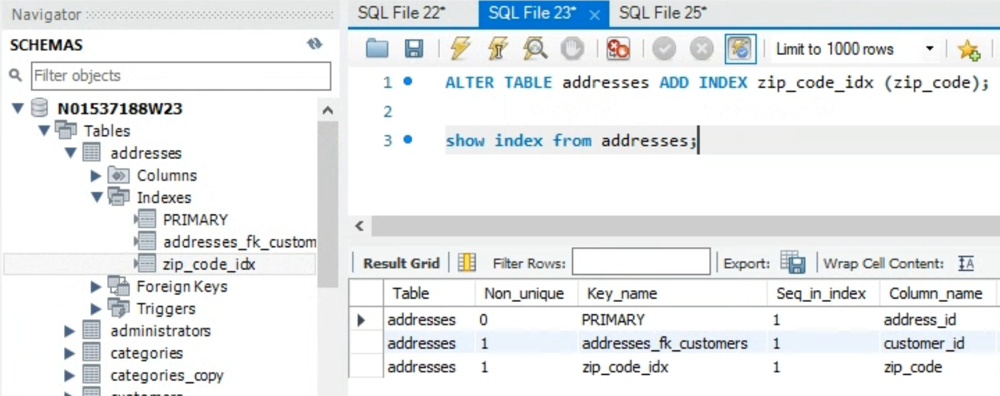 Navigator
SCHEMAS
Filter objects
N01537188W23
Tables
addresses
Columns
Indexes
PRIMARY
addresses_fk_custom
zip_code_idx
Foreign Keys
Triggers
administrators
categories
categories_copy
SQL File 22*
SQL File 23*
SQL File 25*
Limit to 1000 rows
1 ALTER TABLE addresses ADD INDEX zip_code_idx (zip_code);
2
3 show index from addresses;
Result Grid Filter Rows: Export: Wrap Cell Content:
Table Non_unique Key_name Seq_in_index Column_name
addresses 0 PRIMARY 1 address_id
addresses 1 addresses_fk_customers 1 customer_id
addresses 1 zip_code_idx 1 zip_code